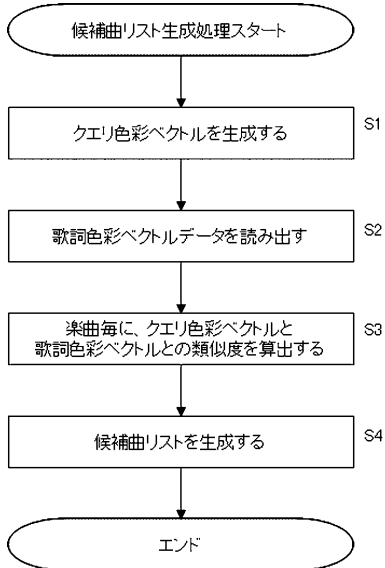 候補曲リスト生成処理スタート
クエリ色彩ベクトルを生成する
S1
歌詞色彩ベクトルデータを読み出す
S2
楽曲毎に、クエリ色彩ベクトルと
歌詞色彩ベクトルとの類似度を算出する
S3
候補曲リストを生成する
S4
エンド